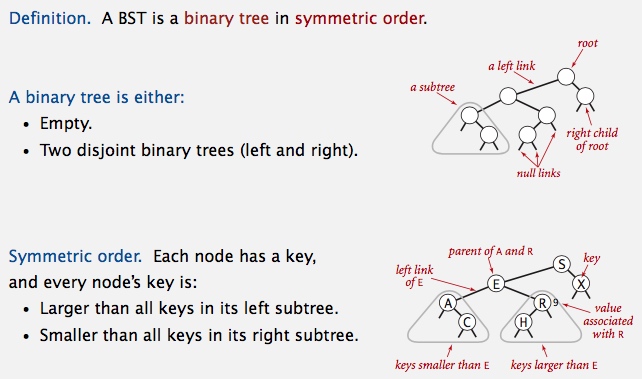 Definition. A BST is a binary tree in symmetric order.
root
a left link
a subtree
A binary tree is either:
• Empty.
• Two disjoint binary trees (left and right).
right child
of root
null links
Symmetric order. Each node has a key,
and every node's key is:
• Larger than all keys in its left subtree.
• Smaller than all keys in its right subtree.
parent of A and R
key
left link
of E
S
E
X
A
R 9
C
H
value
associated
with R
keys smaller than E
keys larger than E